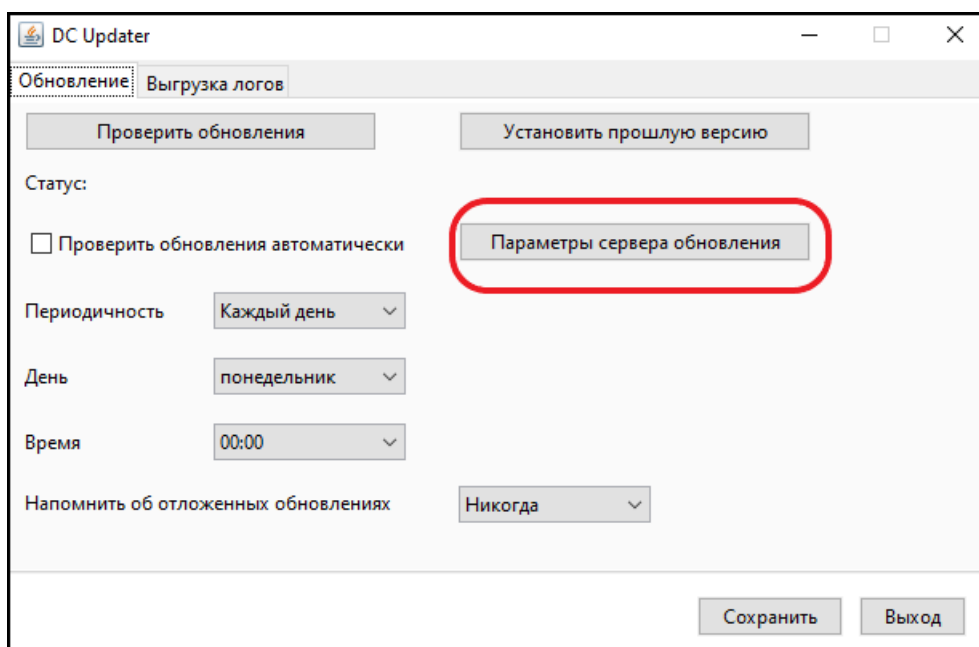 DC Updater
Обновление Выгрузка логов
Проверить обновления Установить прошлую версию
Статус:
Проверить обновления автоматически Параметры сервера обновления
Периодичность Каждый день
День понедельник
Время 00:00
Напомнить об отложенных обновлениях Никогда
Сохранить Выход